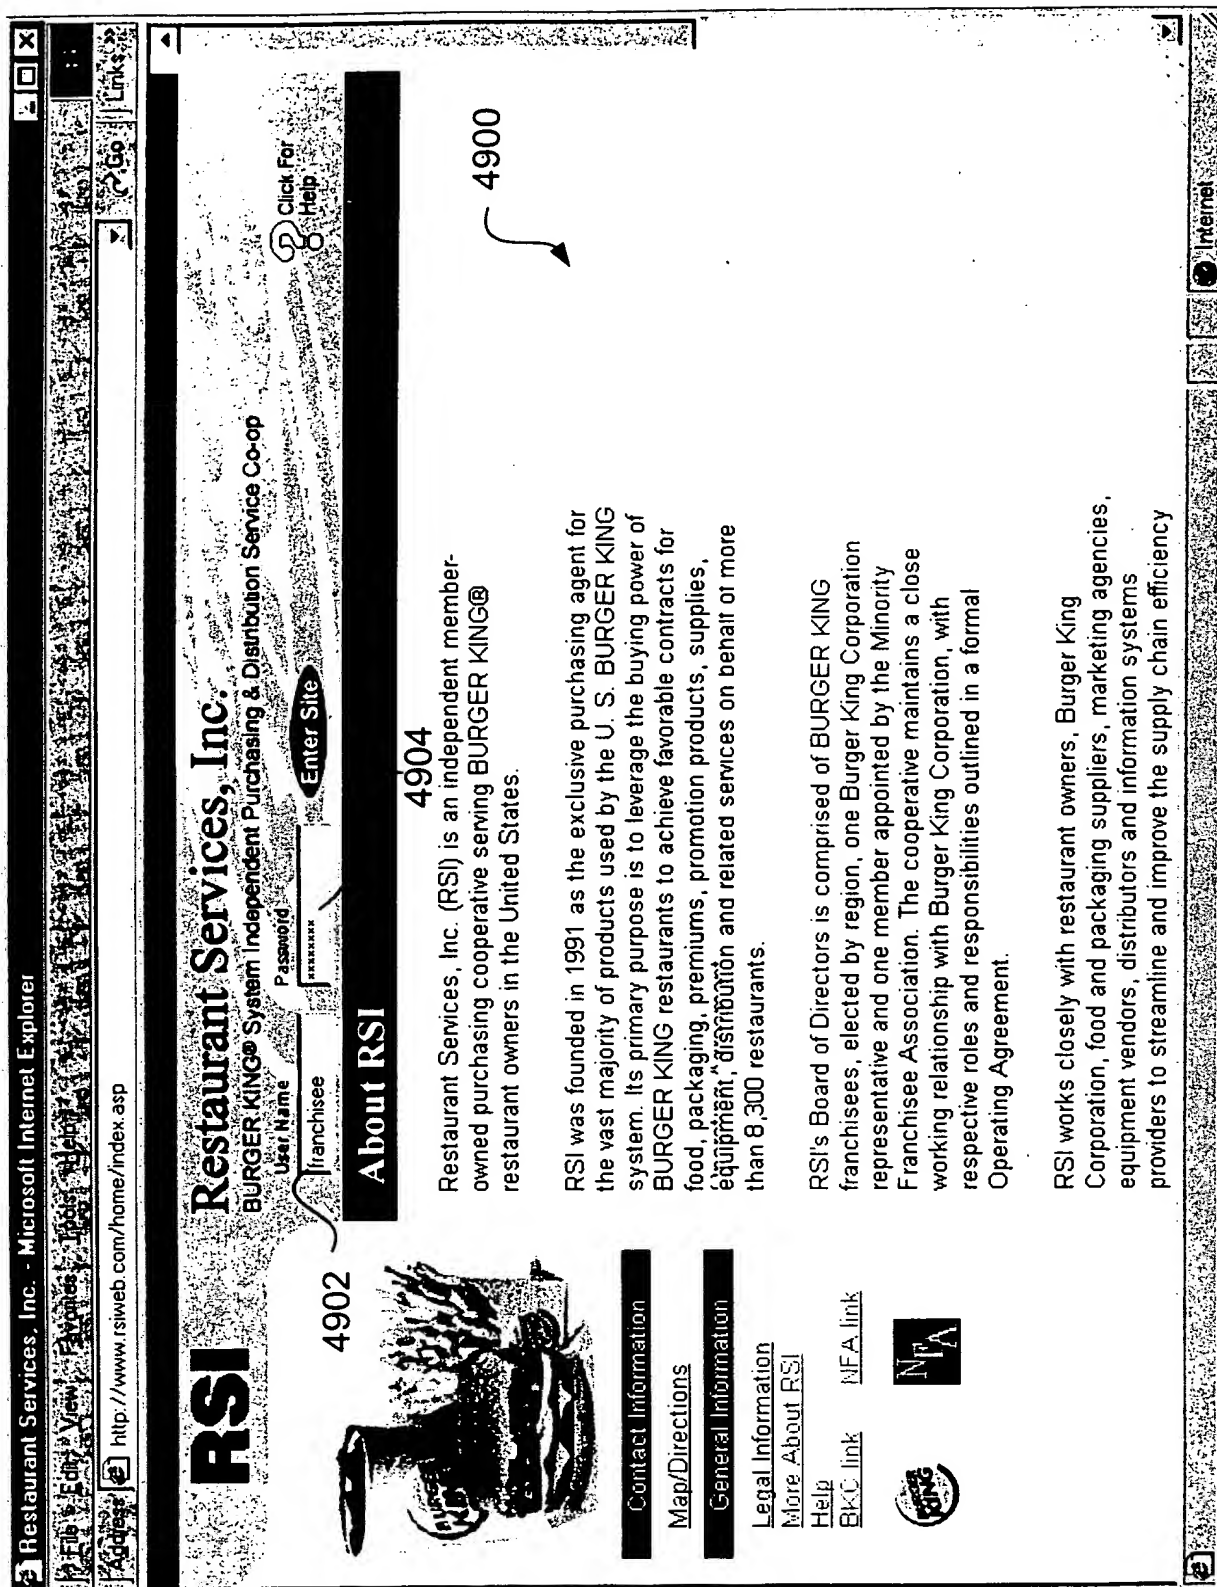 Restaurant Services, Inc. - Microsoft Internet Explorer
File Edit View Favorites Tools Help
Address http://www.rsiweb.com/home/index.asp Go Links »
RSI
Restaurant Services, Inc.
BURGER KING® System Independent Purchasing & Distribution Service Co-op
User Name Password
franchisee ******** Enter Site
Click For
Help
4902
4904
4900
About RSI
Contact Information
Map/Directions
General Information
Legal Information
More About RSI
Help
BKC link NFA link
BURGER
KING
NFA
Restaurant Services, Inc. (RSI) is an independent member-
owned purchasing cooperative serving BURGER KING®
restaurant owners in the United States.
RSI was founded in 1991 as the exclusive purchasing agent for
the vast majority of products used by the U. S. BURGER KING
system. Its primary purpose is to leverage the buying power of
BURGER KING restaurants to achieve favorable contracts for
food, packaging, premiums, promotion products, supplies,
equipment, distribution and related services on behalf of more
than 8,300 restaurants.
RSI's Board of Directors is comprised of BURGER KING
franchisees, elected by region, one Burger King Corporation
representative and one member appointed by the Minority
Franchisee Association. The cooperative maintains a close
working relationship with Burger King Corporation, with
respective roles and responsibilities outlined in a formal
Operating Agreement.
RSI works closely with restaurant owners, Burger King
Corporation, food and packaging suppliers, marketing agencies,
equipment vendors, distributors and information systems
providers to streamline and improve the supply chain efficiency
Internet